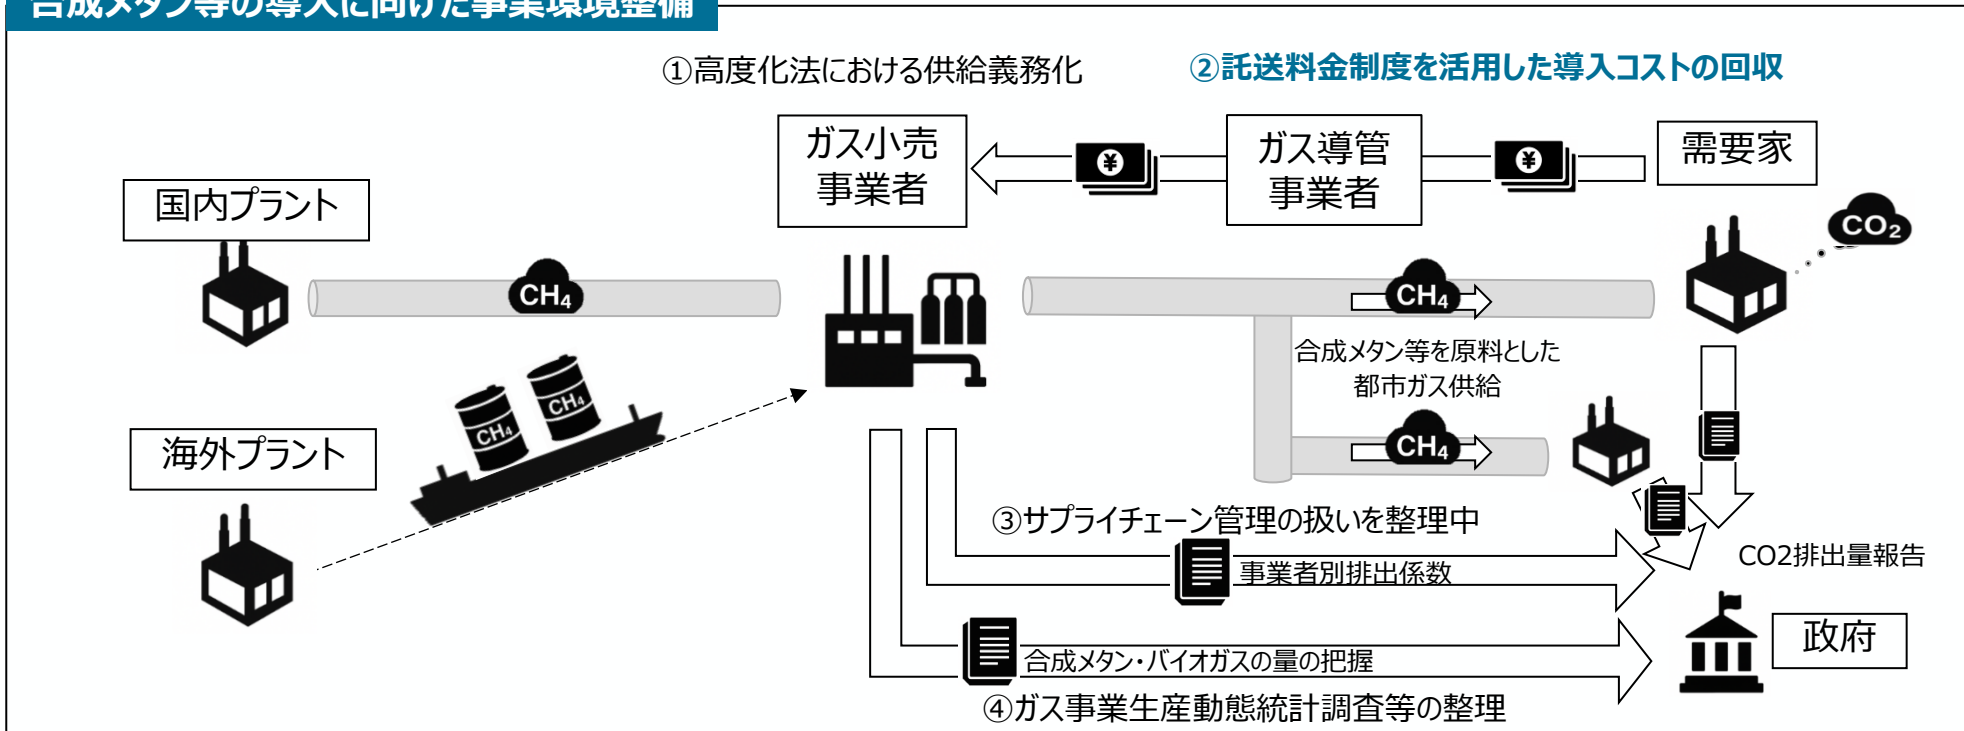 合成メタン等の導入に向けた事業環境整備
①高度化法における供給義務化
②託送料金制度を活用した導入コストの回収
ガス小売
事業者
¥
ガス導管
事業者
¥
需要家
国内プラント
CO₂
CH₄
CH₄
合成メタン等を原料とした
都市ガス供給
CH₄
CH₄
海外プラント
CH₄
③サプライチェーン管理の扱いを整理中
事業者別排出係数
CO2排出量報告
政府
合成メタン・バイオガスの量の把握
④ガス事業生産動態統計調査等の整理